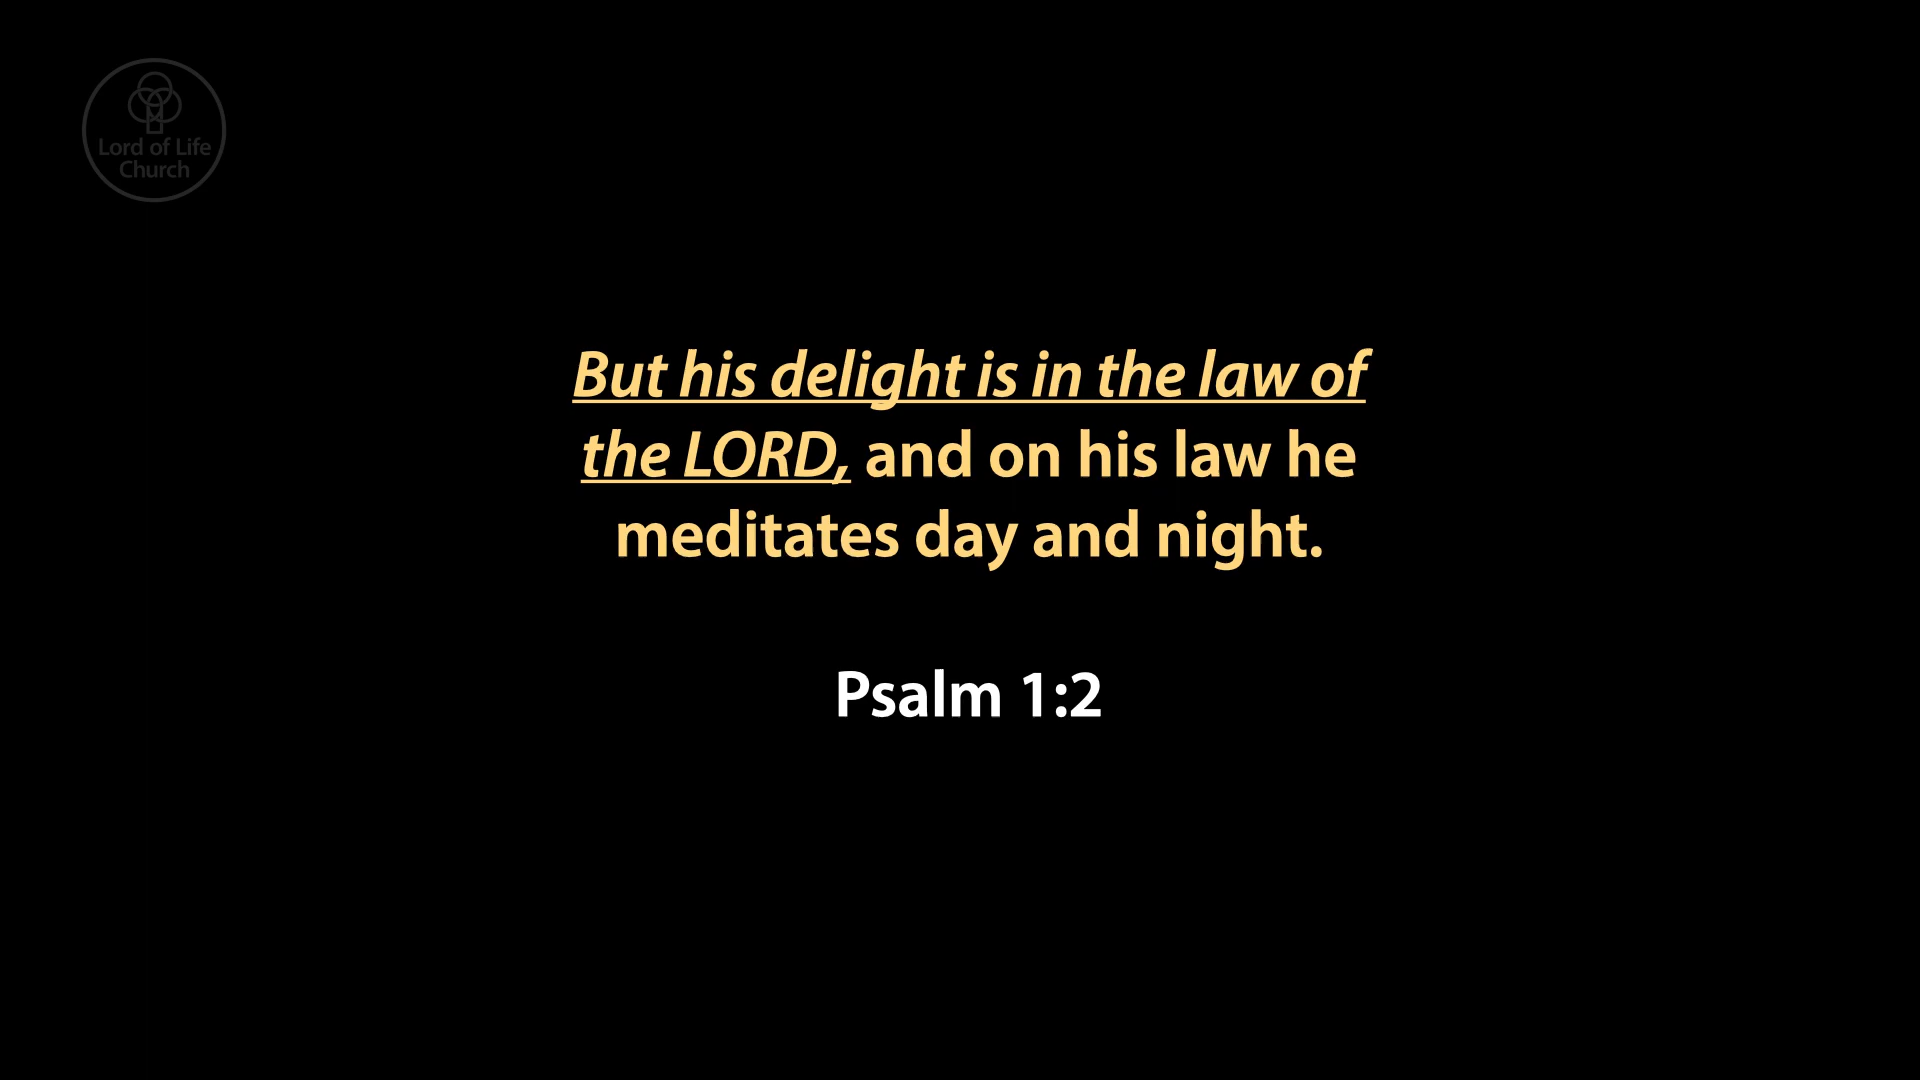 Lord of Life
Church
But his delight is in the law of
the LORD, and on his law he
meditates day and night.
Psalm 1:2